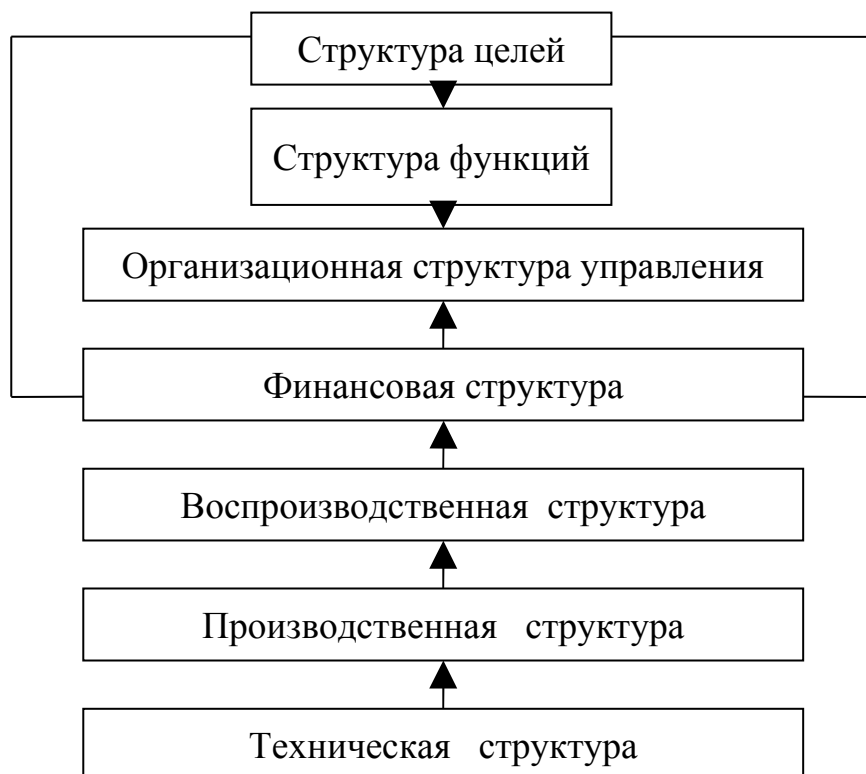 Структура целей
Структура функций
Организационная структура управления
Финансовая структура
Воспроизводственная структура
Производственная структура
Техническая структура